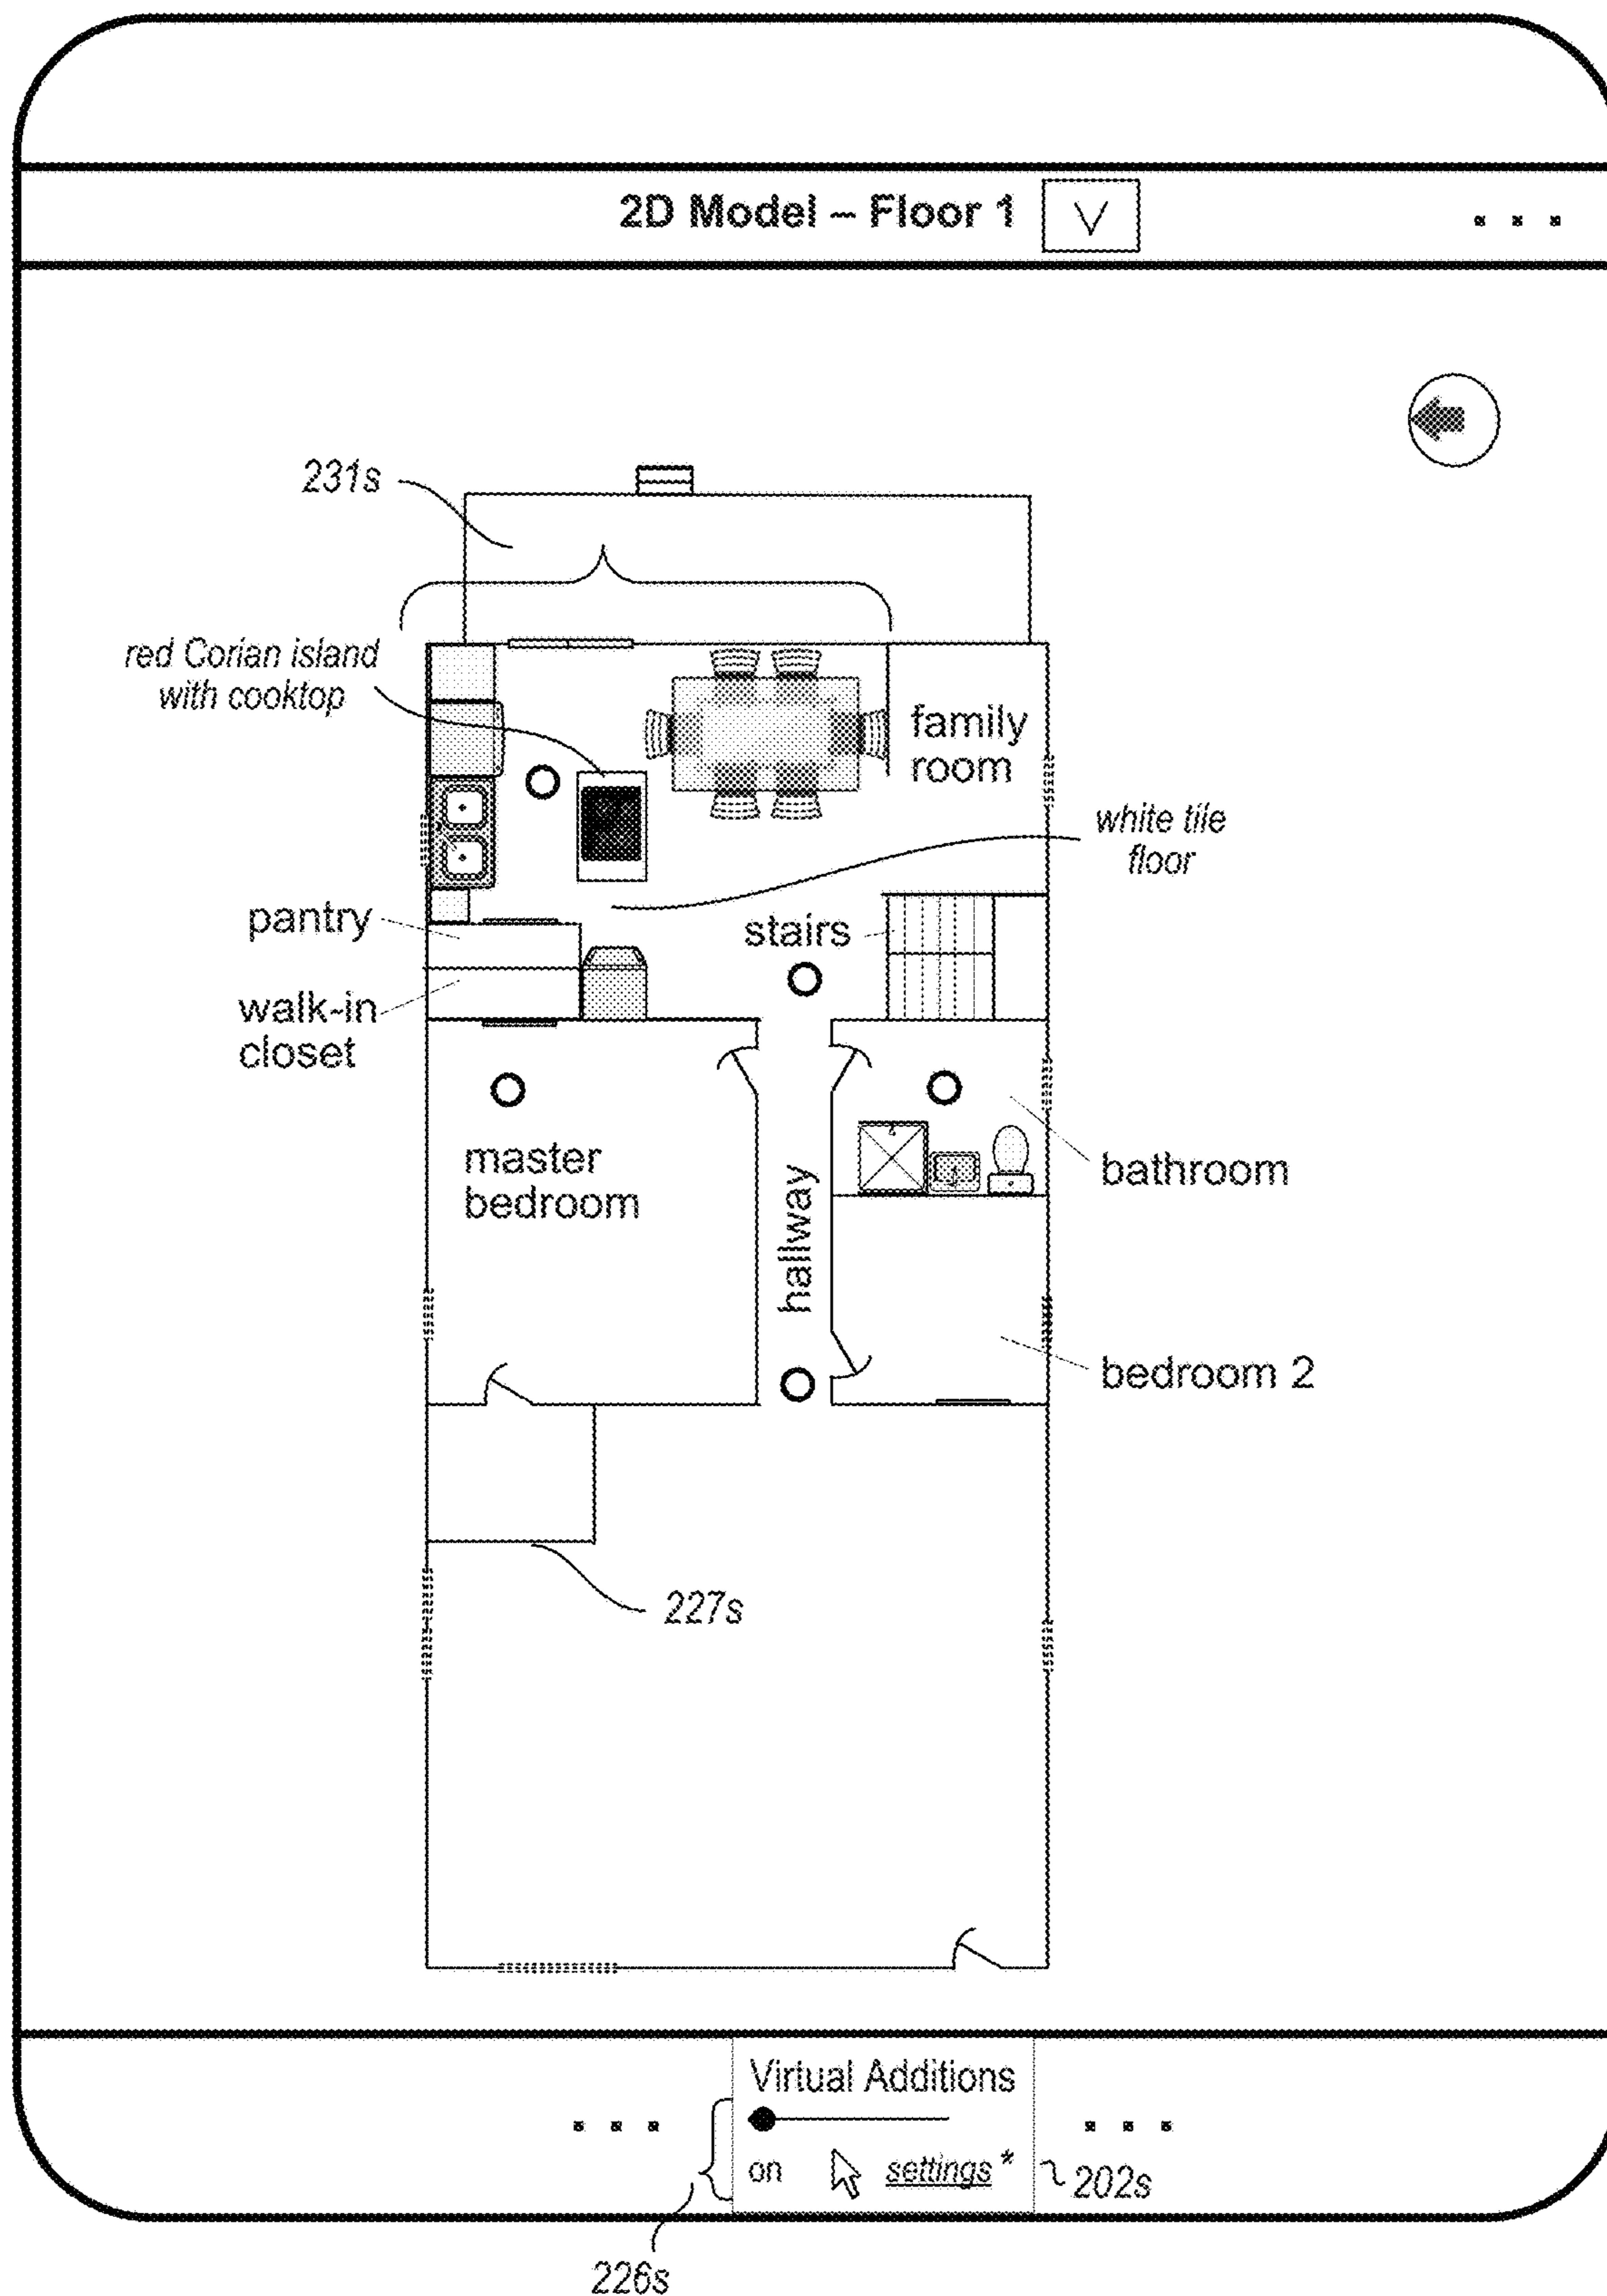 2D Model – Floor 1
V
. . .
231s
red Corian island
with cooktop
family
room
white tile
floor
pantry
stairs
walk-in
closet
master
bedroom
hallway
bathroom
bedroom 2
227s
Virtual Additions
. . .
. . .
on
settings *
202s
226s